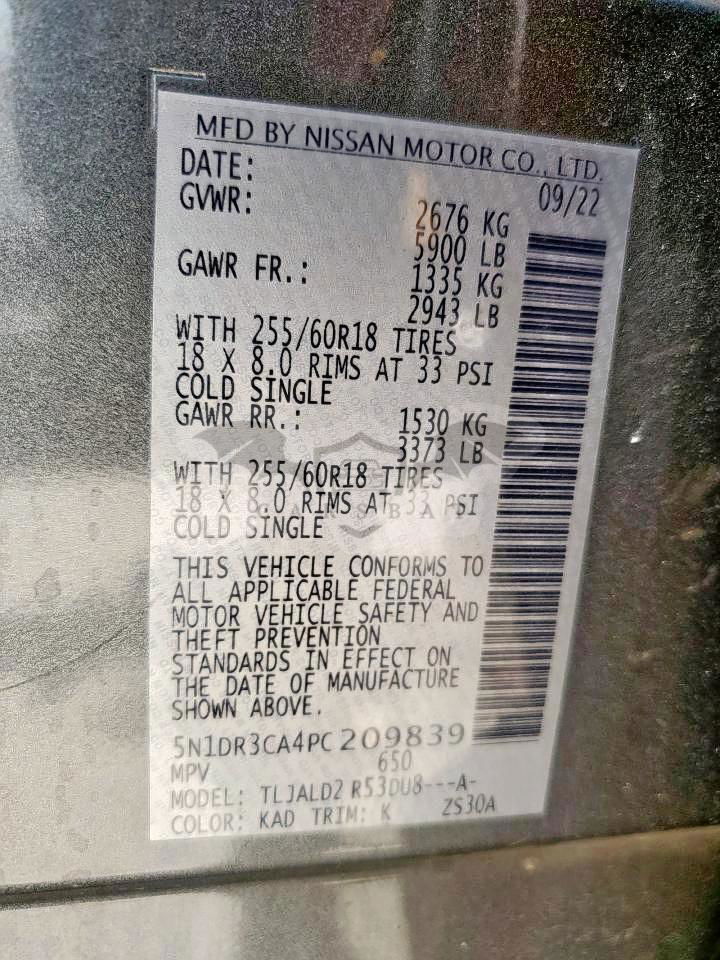 MFD BY NISSAN MOTOR CO., LTD.
DATE: 09/22
GVWR: 2676 KG
5900 LB
GAWR FR.: 1335 KG
2943 LB
WITH 255/60R18 TIRES
18 X 8.0 RIMS AT 33 PSI
COLD SINGLE
GAWR RR.: 1530 KG
3373 LB
WITH 255/60R18 TIRES
18 X 8.0 RIMS AT 33 PSI
COLD SINGLE
THIS VEHICLE CONFORMS TO
ALL APPLICABLE FEDERAL
MOTOR VEHICLE SAFETY AND
THEFT PREVENTION
STANDARDS IN EFFECT ON
THE DATE OF MANUFACTURE
SHOWN ABOVE.
5N1DR3CA4PC209839
MPV 650
MODEL: TLJALD2 R53DU8---A-
COLOR: KAD TRIM: K ZS30A